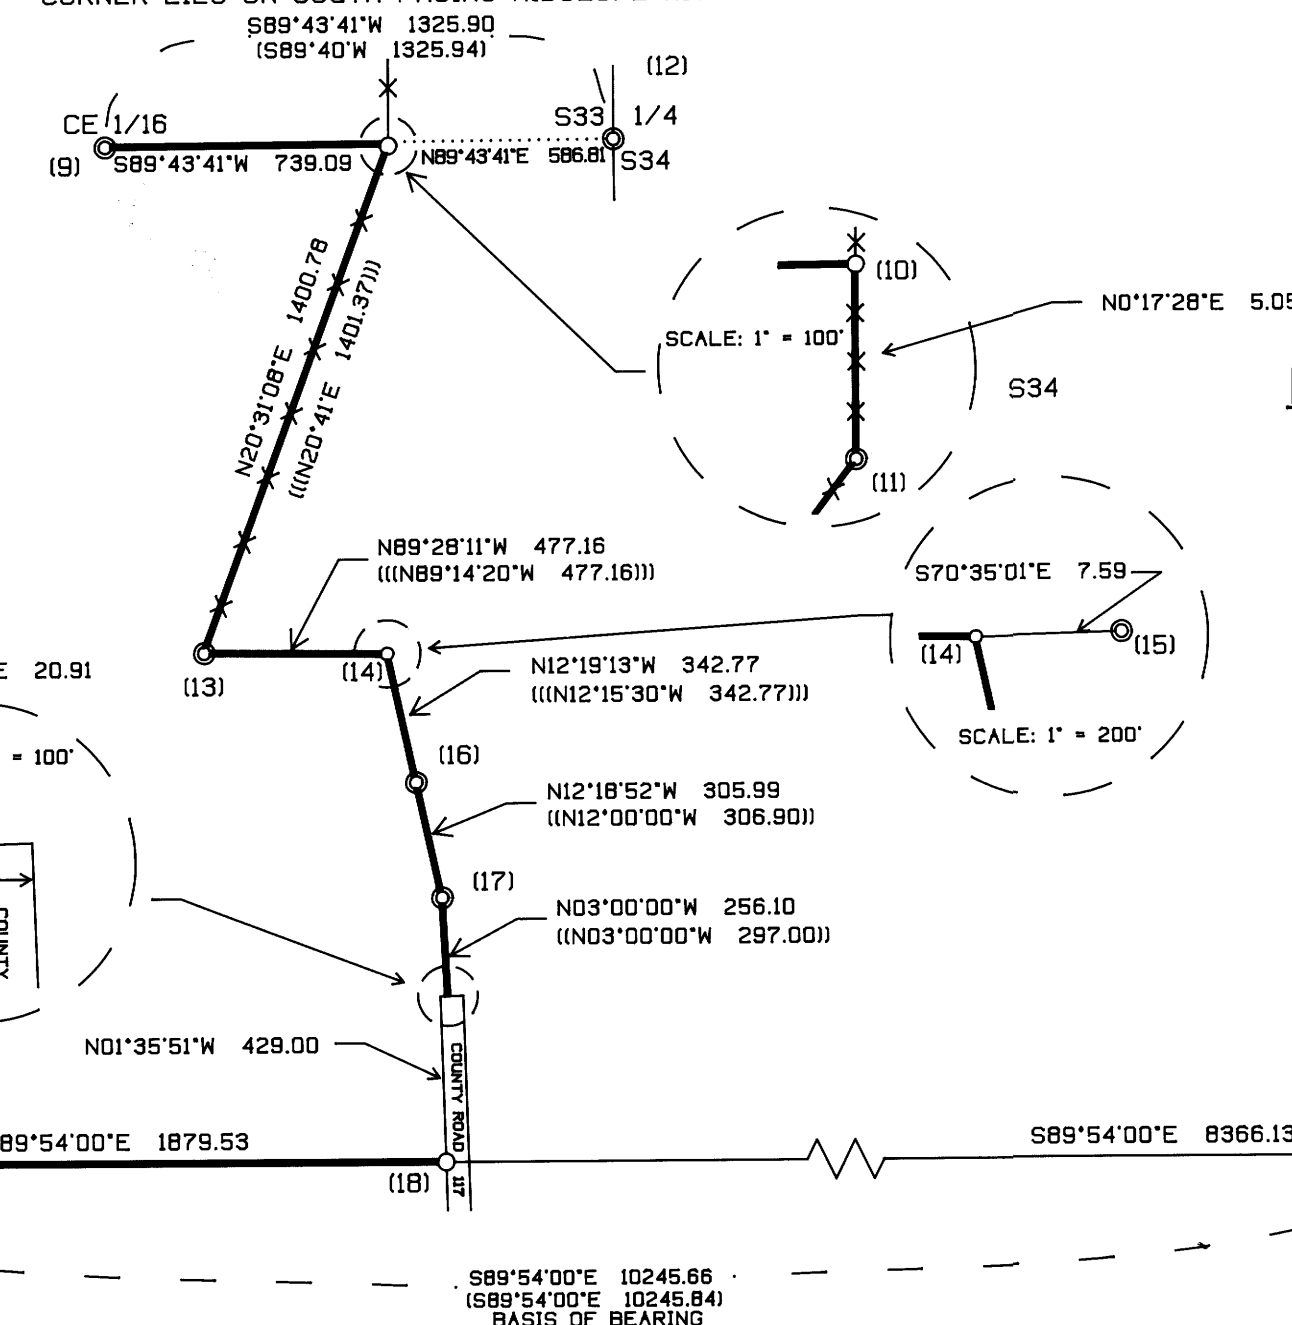 S89°43'41"W 1325.90
(S89°40'W 1325.94)
(12)
CE 1/16
S33 1/4
(9)
S89°43'41"W 739.09
N89°43'41"E 586.81
S34
(10)
N0°17'28"E 5.05
SCALE: 1" = 100'
N20°31'08"E 1400.78
(((N20°41'E 1401.37)))
S34
(11)
N89°28'11"W 477.16
(((N89°14'20"W 477.16)))
S70°35'01"E 7.59
(14)
(15)
SCALE: 1" = 200'
E 20.91
(13)
(14)
N12°19'13"W 342.77
(((N12°15'30"W 342.77)))
= 100'
(16)
N12°18'52"W 305.99
((N12°00'00"W 306.90))
(17)
N03°00'00"W 256.10
((N03°00'00"W 297.00))
COUNTY
N01°35'51"W 429.00
COUNTY ROAD 117
89°54'00"E 1879.53
S89°54'00"E 8366.13
(18)
S89°54'00"E 10245.66
(S89°54'00"E 10245.84)
BASIS OF BEARING